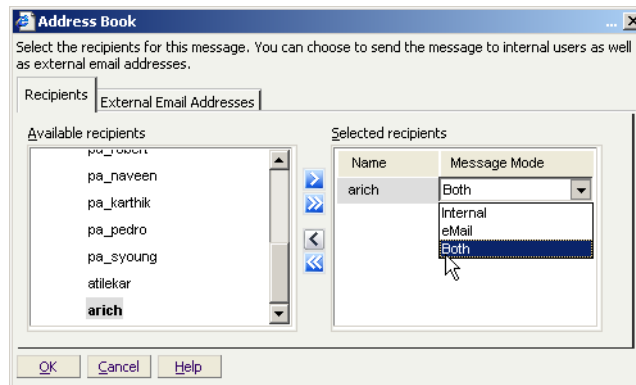 Address Book
Select the recipients for this message. You can choose to send the message to internal users as well
as external email addresses.
Recipients
External Email Addresses
Available recipients
Selected recipients
pa_robert
pa_naveen
pa_karthik
pa_pedro
pa_syoung
atilekar
arich
Name Message Mode
arich Both
Internal
eMail
Both
OK Cancel Help